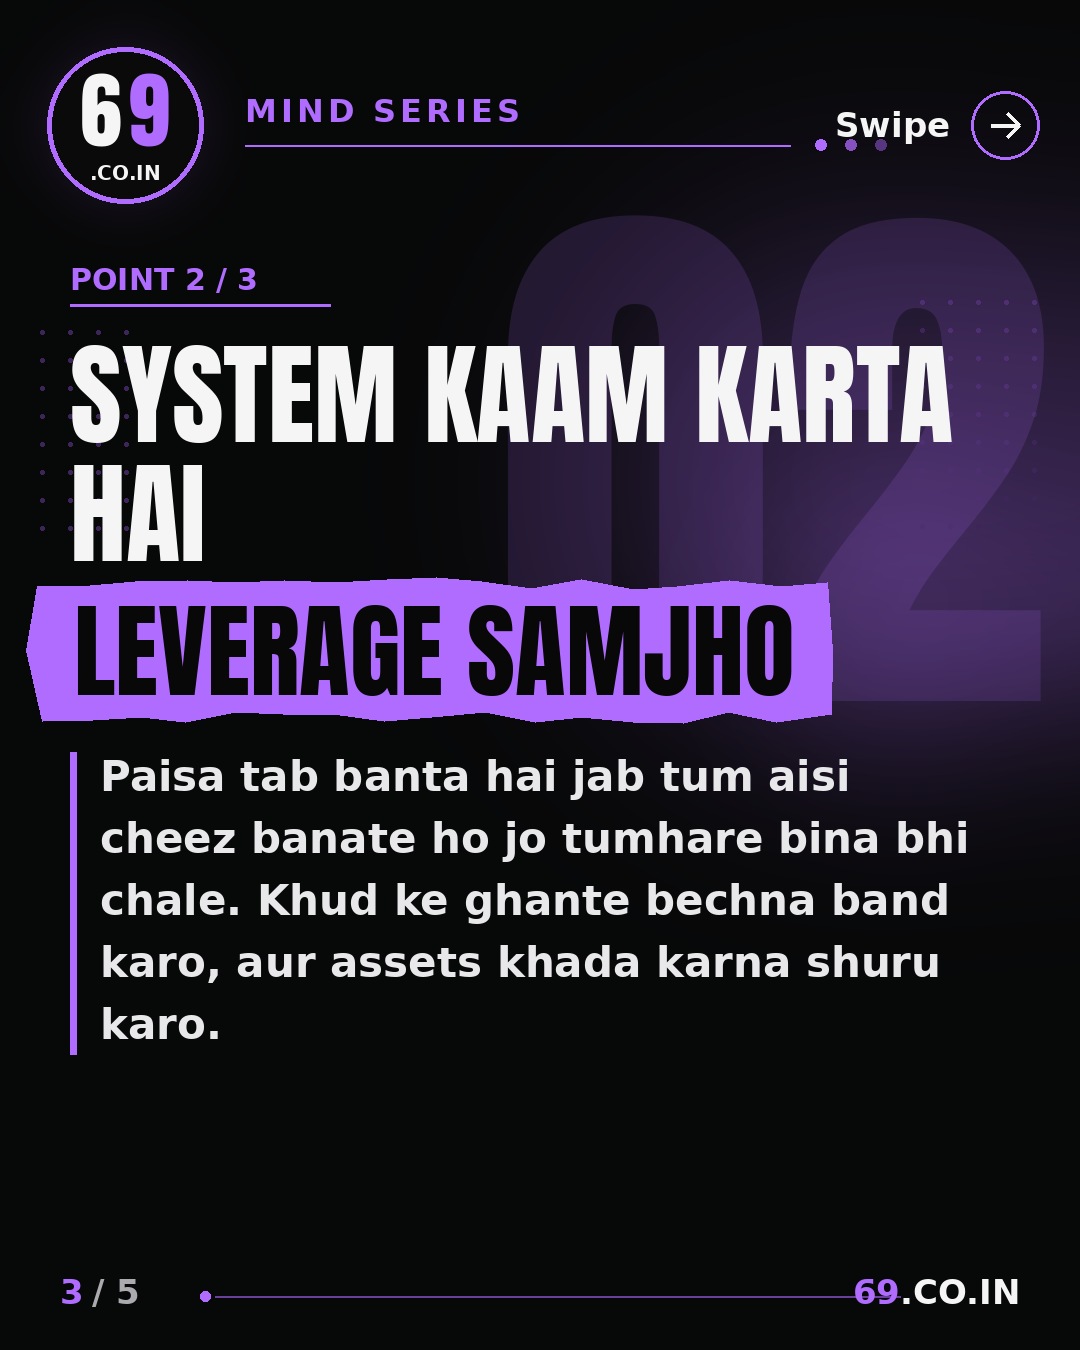 69
.CO.IN
MIND SERIES
Swipe
02
POINT 2 / 3
SYSTEM KAAM KARTA
HAI
LEVERAGE SAMJHO
Paisa tab banta hai jab tum aisi
cheez banate ho jo tumhare bina bhi
chale. Khud ke ghante bechna band
karo, aur assets khada karna shuru
karo.
3 / 5
69.CO.IN